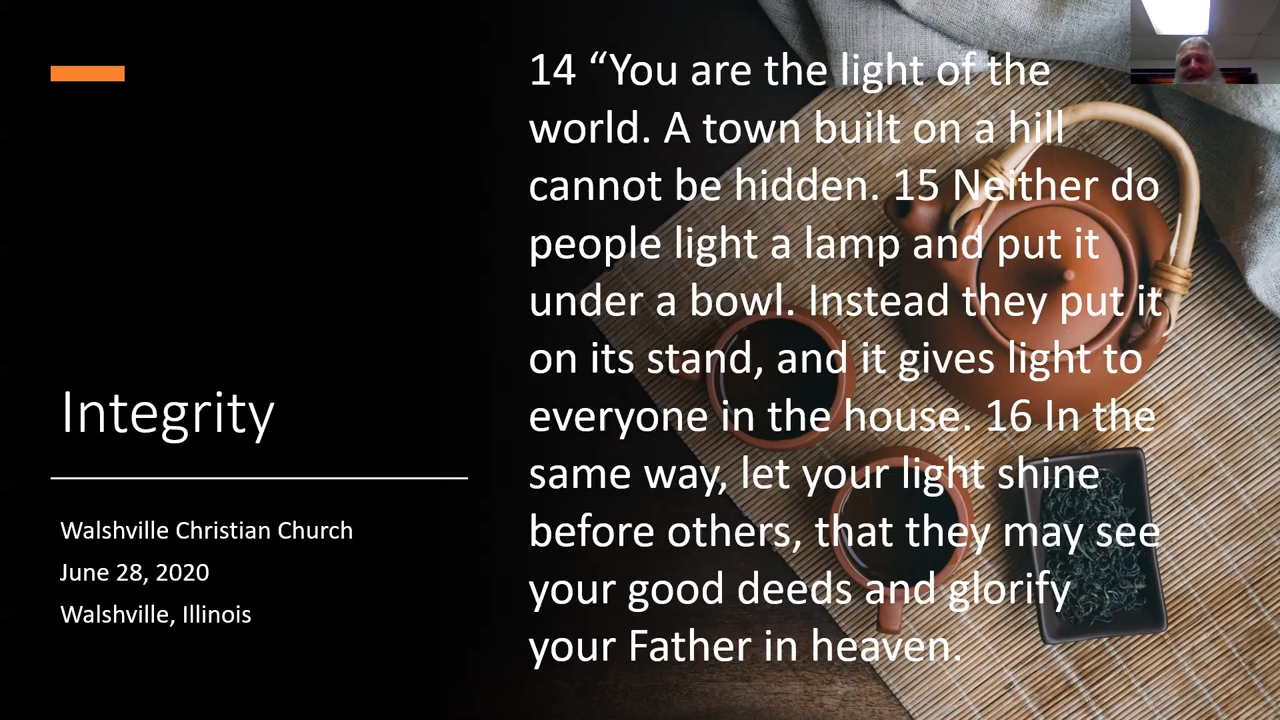 Integrity
Walshville Christian Church
June 28, 2020
Walshville, Illinois
14 “You are the light of the
world. A town built on a hill
cannot be hidden. 15 Neither do
people light a lamp and put it
under a bowl. Instead they put it
on its stand, and it gives light to
everyone in the house. 16 In the
same way, let your light shine
before others, that they may see
your good deeds and glorify
your Father in heaven.